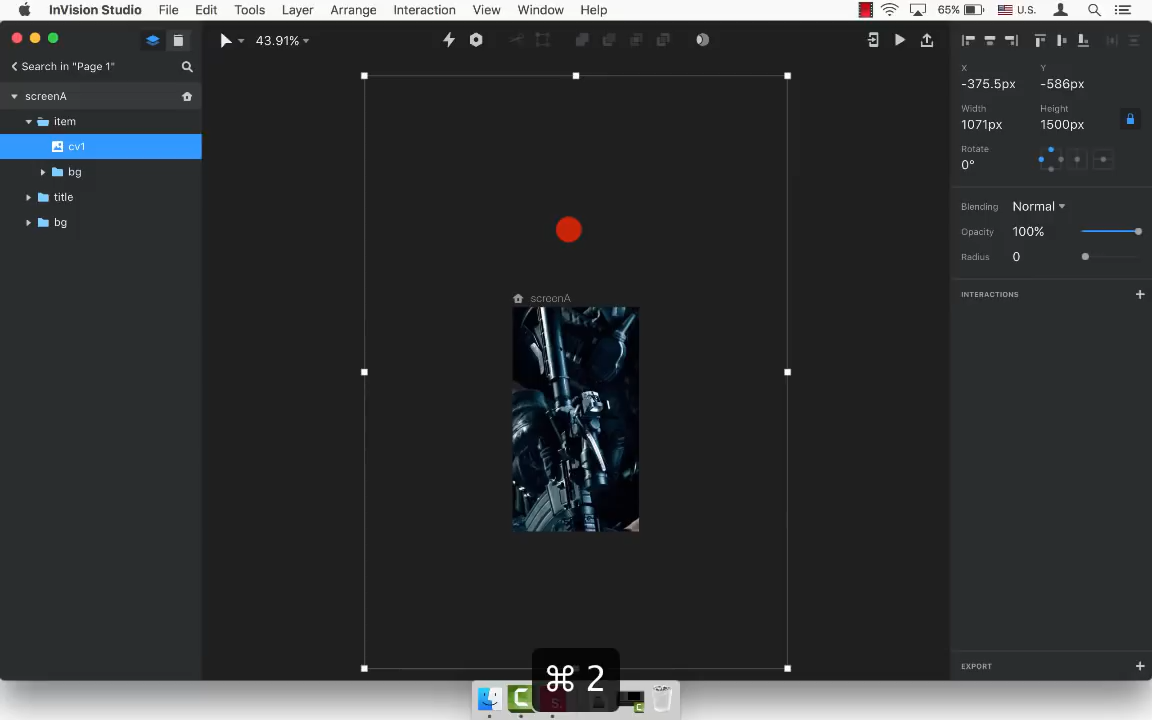 InVision Studio File Edit Tools Layer Arrange Interaction View Window Help 65% U.S.
43.91%
Search in "Page 1"
screenA
item
cv1
bg
title
bg
screenA
X Y
-375.5px -586px
Width Height
1071px 1500px
Rotate
0°
Blending Normal
Opacity 100%
Radius 0
INTERACTIONS +
EXPORT +
⌘ 2